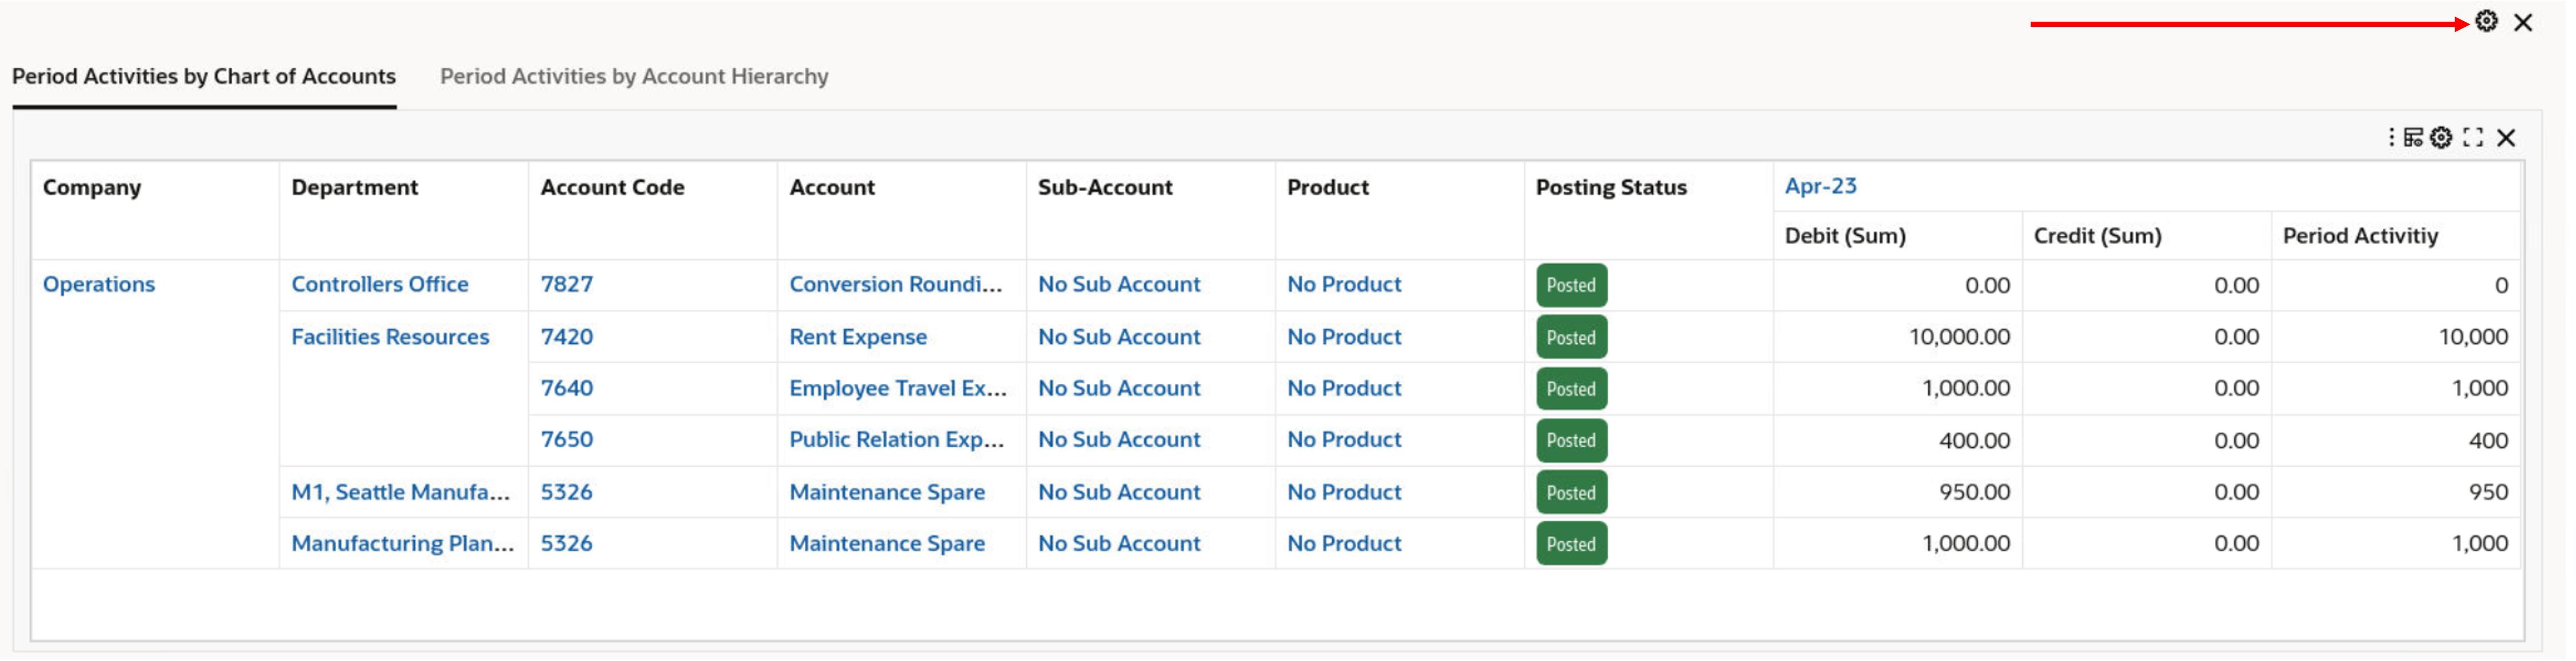 Period Activities by Chart of Accounts Period Activities by Account Hierarchy
Company Department Account Code Account Sub-Account Product Posting Status Apr-23
Debit (Sum) Credit (Sum) Period Activitiy
Operations Controllers Office 7827 Conversion Roundi... No Sub Account No Product Posted 0.00 0.00 0
Facilities Resources 7420 Rent Expense No Sub Account No Product Posted 10,000.00 0.00 10,000
7640 Employee Travel Ex... No Sub Account No Product Posted 1,000.00 0.00 1,000
7650 Public Relation Exp... No Sub Account No Product Posted 400.00 0.00 400
M1, Seattle Manufa... 5326 Maintenance Spare No Sub Account No Product Posted 950.00 0.00 950
Manufacturing Plan... 5326 Maintenance Spare No Sub Account No Product Posted 1,000.00 0.00 1,000